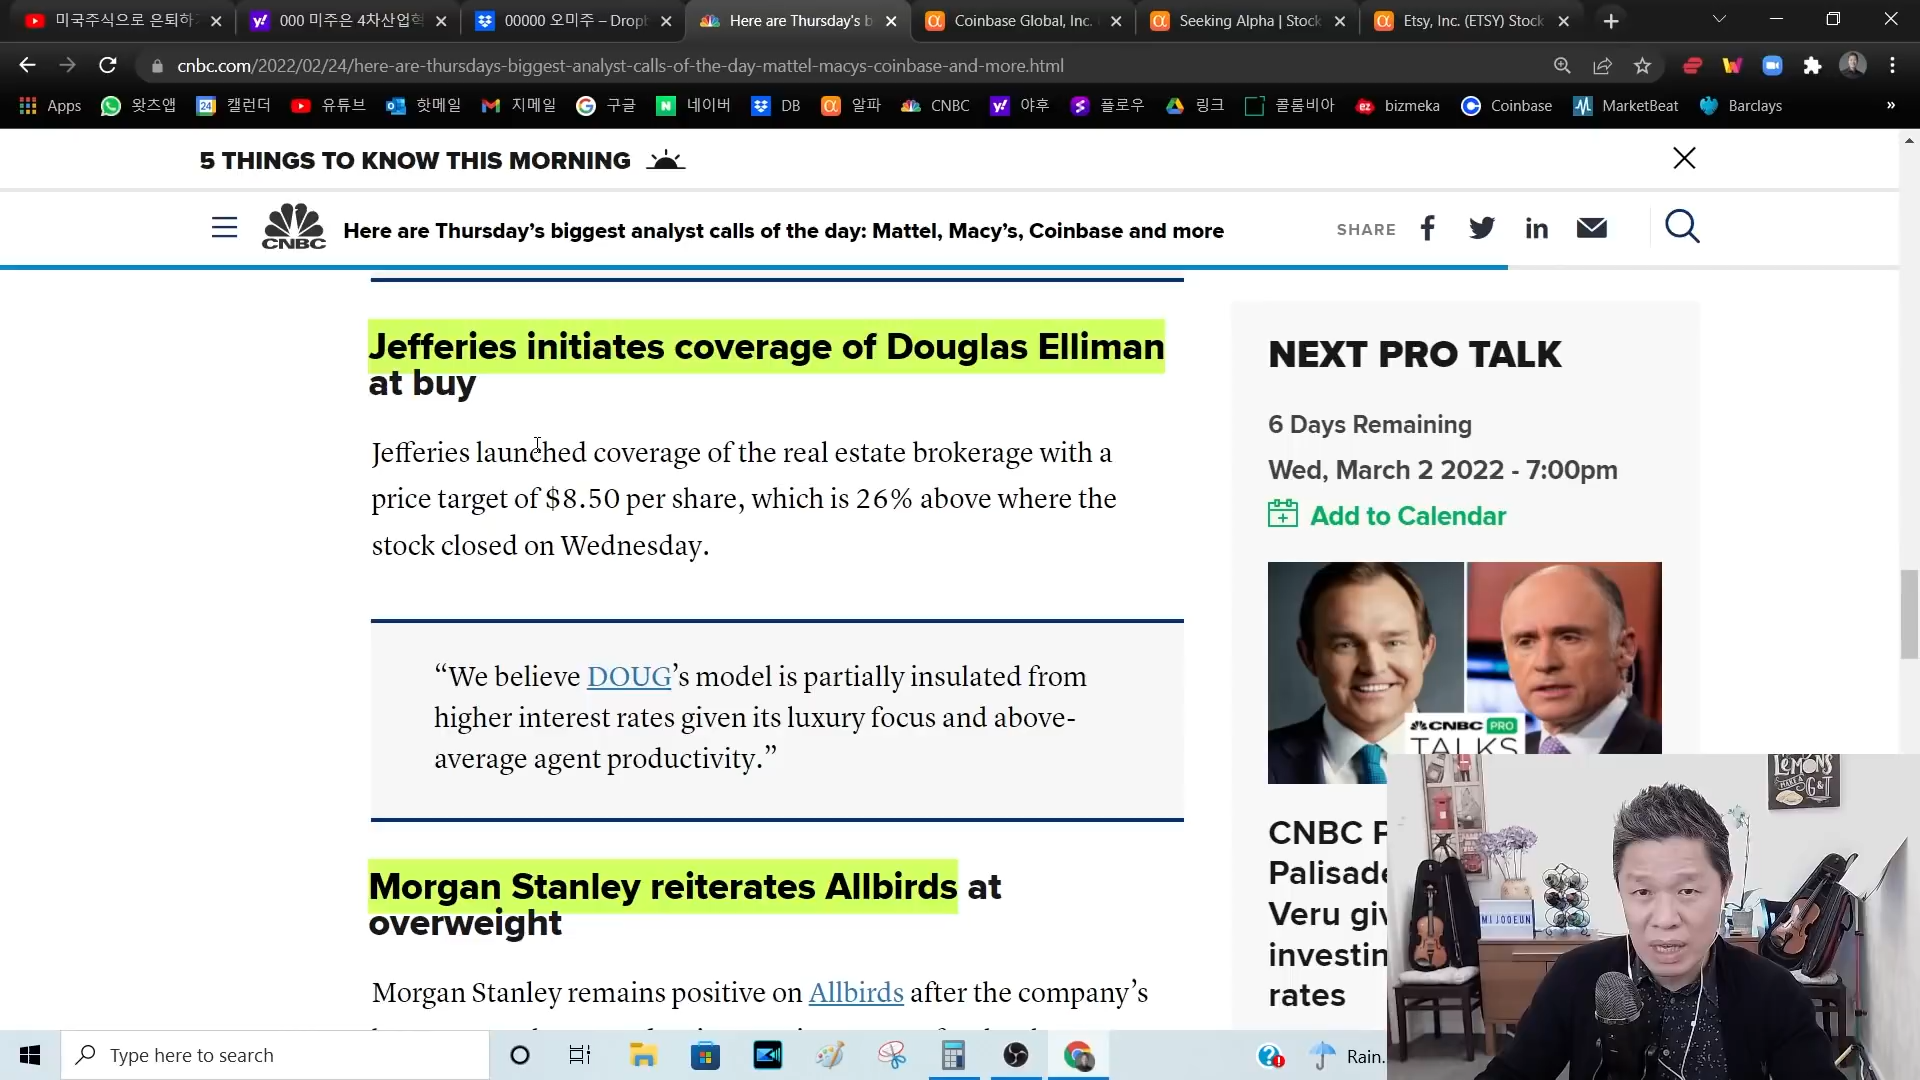 미국주식으로 은퇴하
000 미주은 4차산업혁
00000 오미주 – Dropb
Here are Thursday's b
Coinbase Global, Inc.
Seeking Alpha | Stock
Etsy, Inc. (ETSY) Stock
cnbc.com/2022/02/24/here-are-thursdays-biggest-analyst-calls-of-the-day-mattel-macys-coinbase-and-more.html
Apps 왓츠앱 캘린더 유튜브 핫메일 지메일 구글 네이버 DB 알파 CNBC 야후 플로우 링크 콜롬비아 bizmeka Coinbase MarketBeat Barclays »
5 THINGS TO KNOW THIS MORNING
CNBC
Here are Thursday’s biggest analyst calls of the day: Mattel, Macy’s, Coinbase and more
SHARE
Jefferies initiates coverage of Douglas Elliman
at buy
Jefferies launched coverage of the real estate brokerage with a
price target of $8.50 per share, which is 26% above where the
stock closed on Wednesday.
“We believe DOUG’s model is partially insulated from
higher interest rates given its luxury focus and above-
average agent productivity.”
Morgan Stanley reiterates Allbirds at
overweight
Morgan Stanley remains positive on Allbirds after the company’s
NEXT PRO TALK
6 Days Remaining
Wed, March 2 2022 - 7:00pm
Add to Calendar
CNBC PRO
TALKS
CNBC P
Palisade
Veru giv
investin
rates
LEMONS
MAKE A
G&T
MIJOOEUN
Type here to search
Rain.